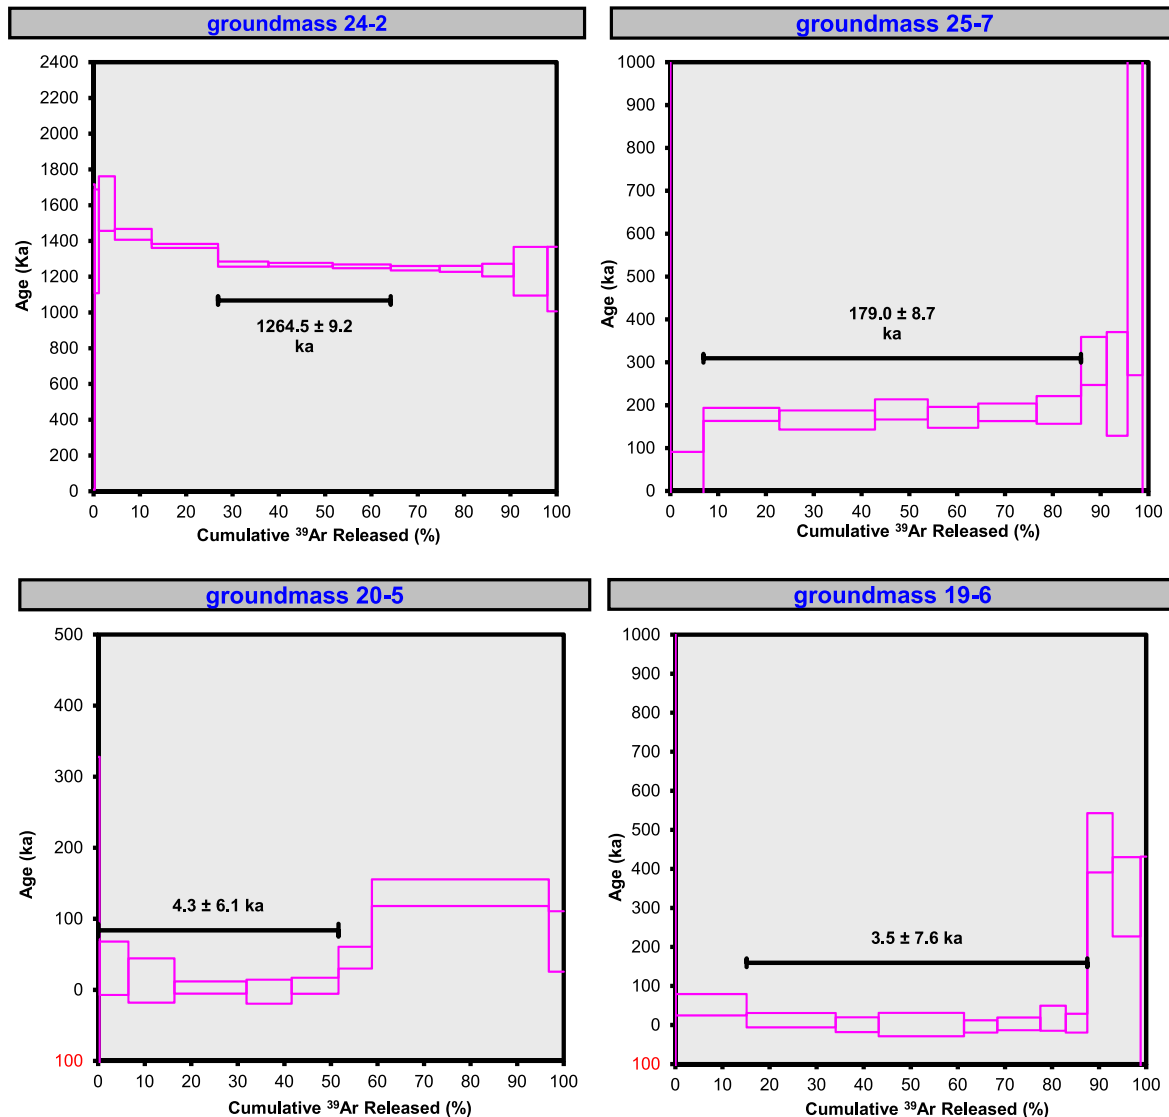 groundmass 24-2
2400
2200
2000
1800
1600
1400
1200
1000
800
600
400
200
0
Age (Ka)
1264.5 ± 9.2
ka
0 10 20 30 40 50 60 70 80 90 100
Cumulative ³⁹Ar Released (%)
groundmass 25-7
1000
900
800
700
600
500
400
300
200
100
0
Age (ka)
179.0 ± 8.7
ka
0 10 20 30 40 50 60 70 80 90 100
Cumulative ³⁹Ar Released (%)
groundmass 20-5
500
400
300
200
100
0
100
Age (ka)
4.3 ± 6.1 ka
0 10 20 30 40 50 60 70 80 90 100
Cumulative ³⁹Ar Released (%)
groundmass 19-6
1000
900
800
700
600
500
400
300
200
100
0
100
Age (ka)
3.5 ± 7.6 ka
0 10 20 30 40 50 60 70 80 90 100
Cumulative ³⁹Ar Released (%)